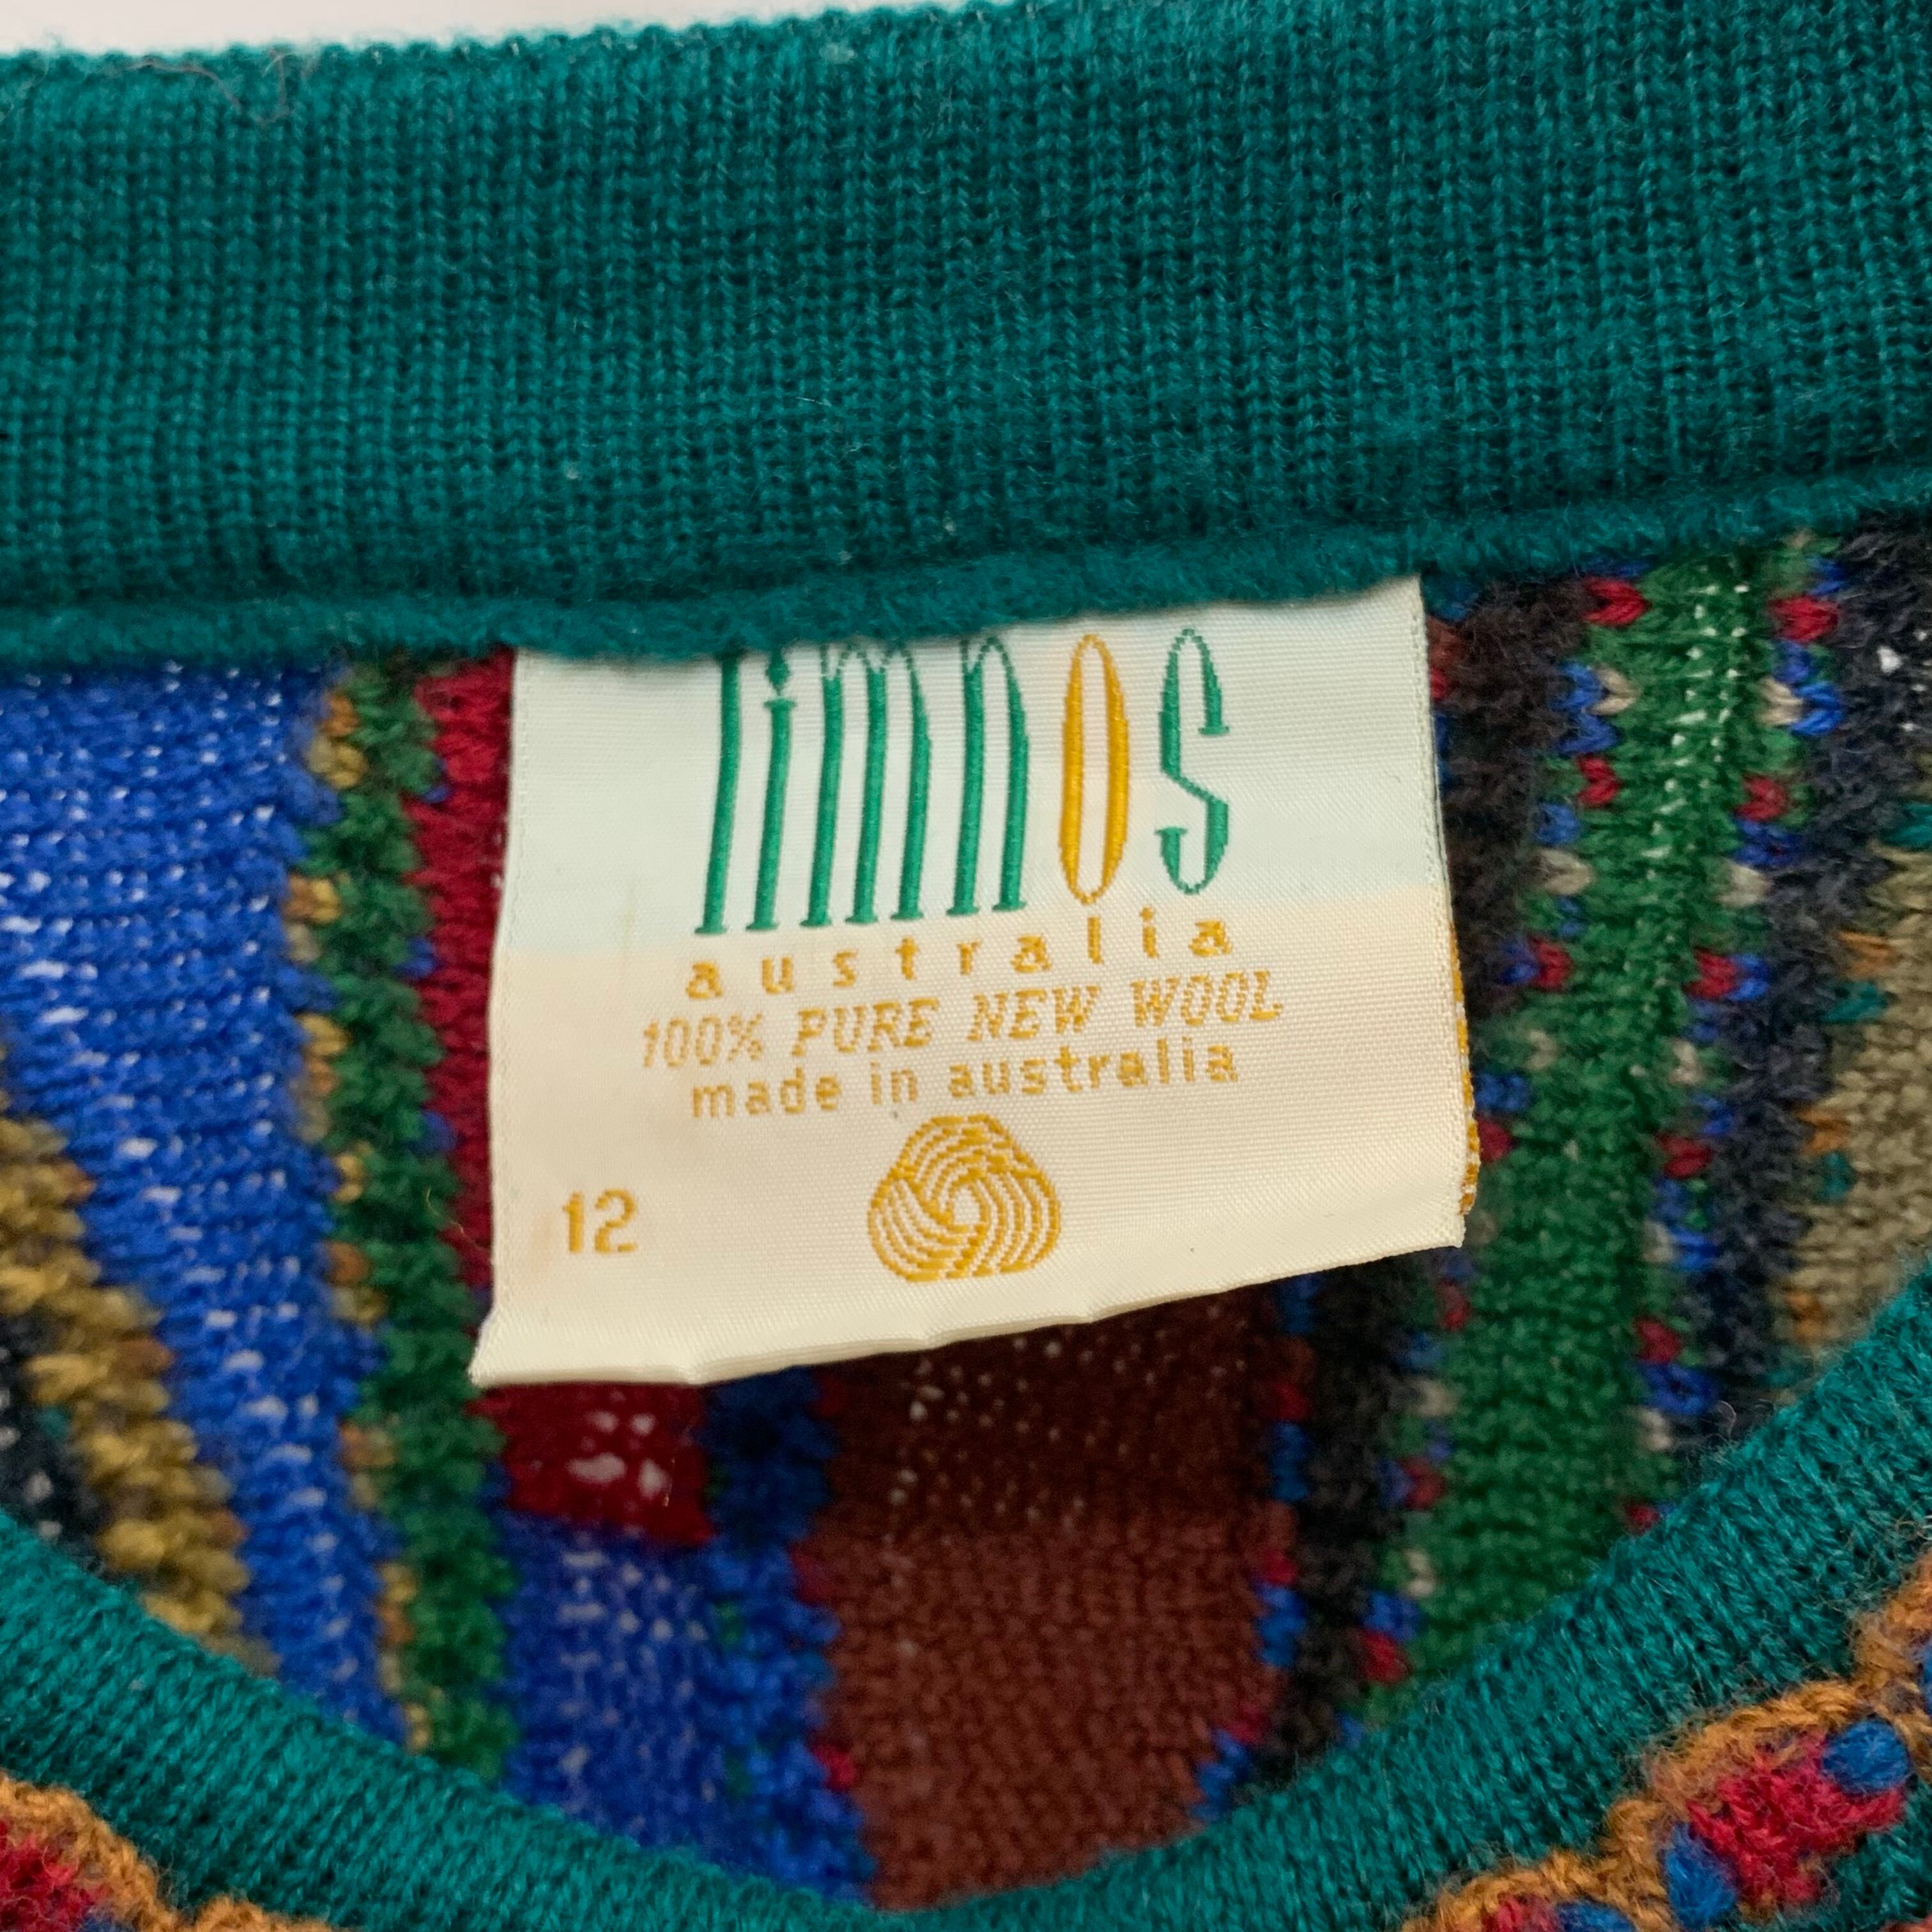 limnos
australia
100% PURE NEW WOOL
made in australia
12